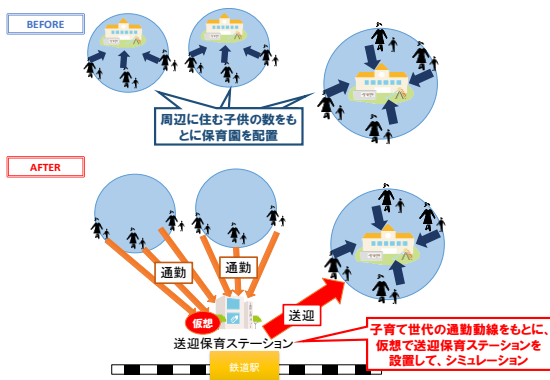 BEFORE
周辺に住む子供の数をも
とに保育園を配置
AFTER
通勤
通勤
仮想
送迎
送迎保育ステーション
子育て世代の通勤動線をもとに、
仮想で送迎保育ステーションを
設置して、シミュレーション
鉄道駅